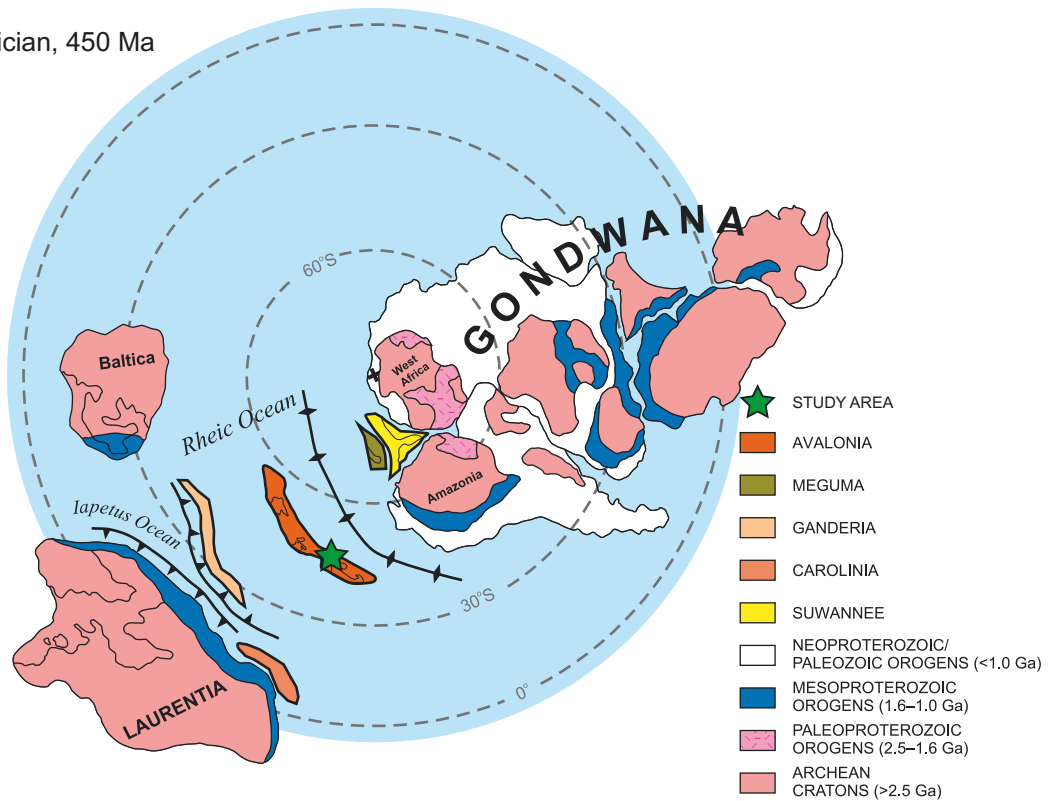 ician, 450 Ma
GONDWANA
60°S
Baltica
West
Africa
Rheic Ocean
Amazonia
Iapetus Ocean
30°S
LAURENTIA
0°
STUDY AREA
AVALONIA
MEGUMA
GANDERIA
CAROLINIA
SUWANNEE
NEOPROTEROZOIC/
PALEOZOIC OROGENS (<1.0 Ga)
MESOPROTEROZOIC
OROGENS (1.6–1.0 Ga)
PALEOPROTEROZOIC
OROGENS (2.5–1.6 Ga)
ARCHEAN
CRATONS (>2.5 Ga)